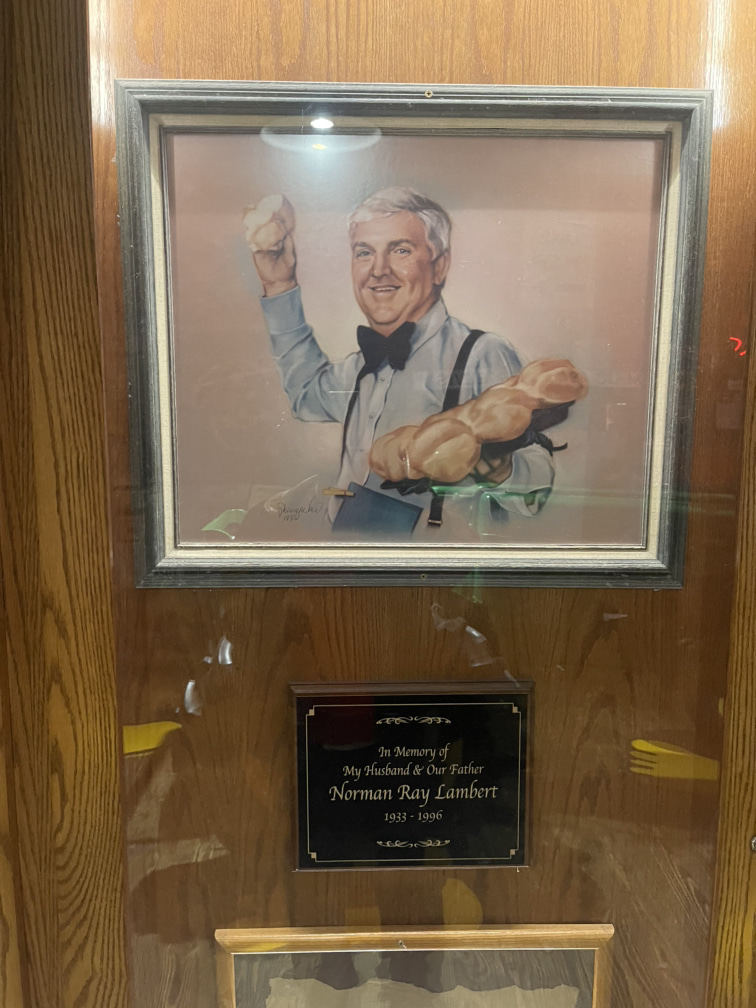 In Memory of
My Husband & Our Father
Norman Ray Lambert
1933 - 1996